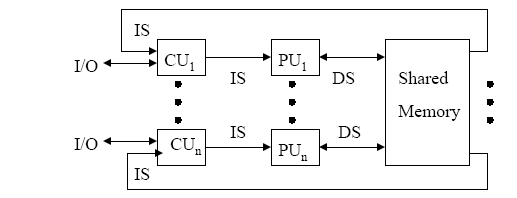 IS
I/O CU1 IS PU1 DS Shared
Memory
I/O CUn IS PUn DS
IS